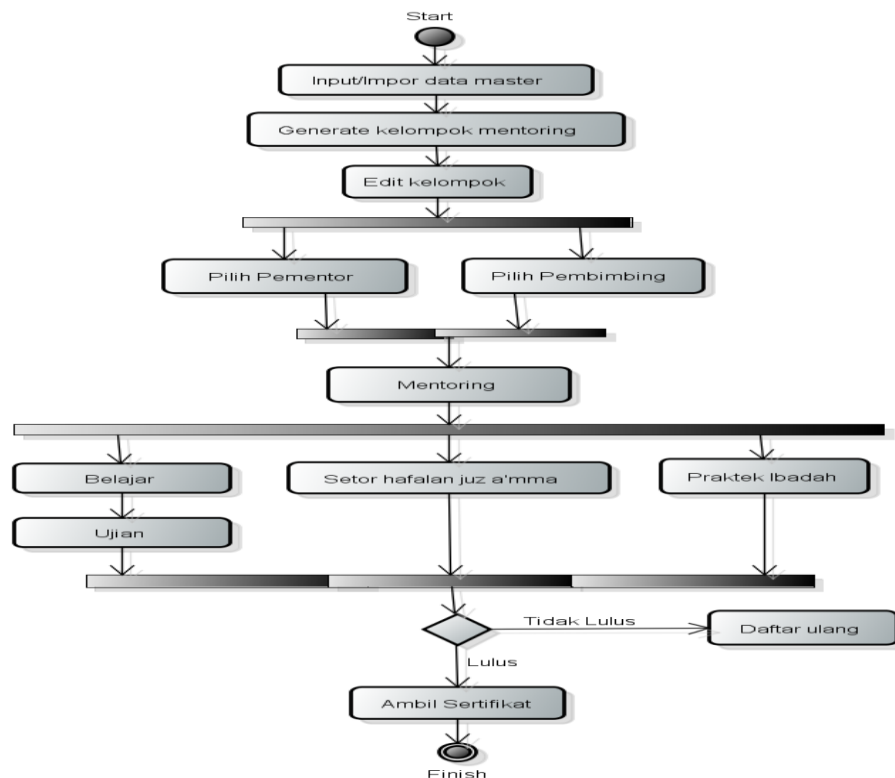 Start
Input/Impor data master
Generate kelompok mentoring
Edit kelompok
Pilih Pementor
Pilih Pembimbing
Mentoring
Belajar
Setor hafalan juz a'mma
Praktek Ibadah
Ujian
Tidak Lulus
Daftar ulang
Lulus
Ambil Sertifikat
Finish